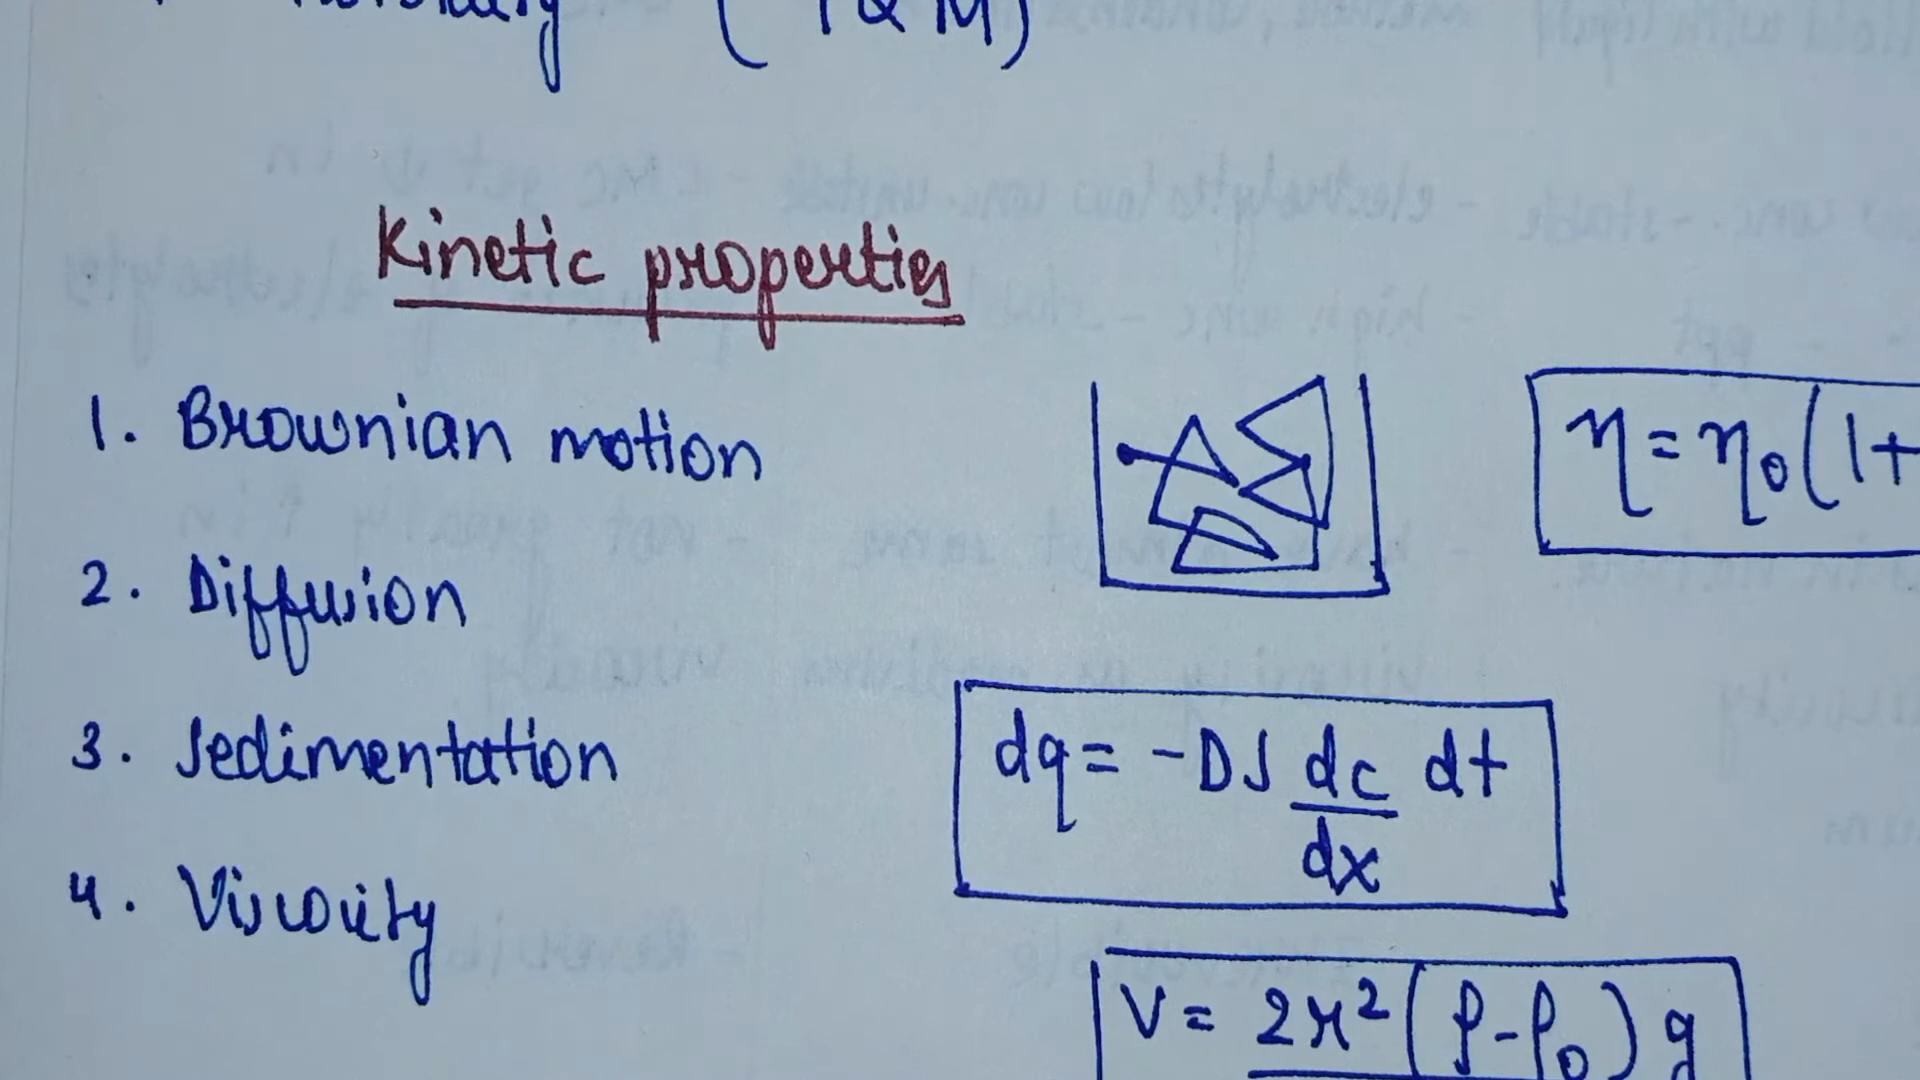 ( T & M)
Kinetic properties
1. Brownian motion
η = η₀ ( 1 +
2. Diffusion
3. Sedimentation
dq = - D S dc/dx dt
4. Viscosity
V = 2r² ( ρ - ρ₀ ) g